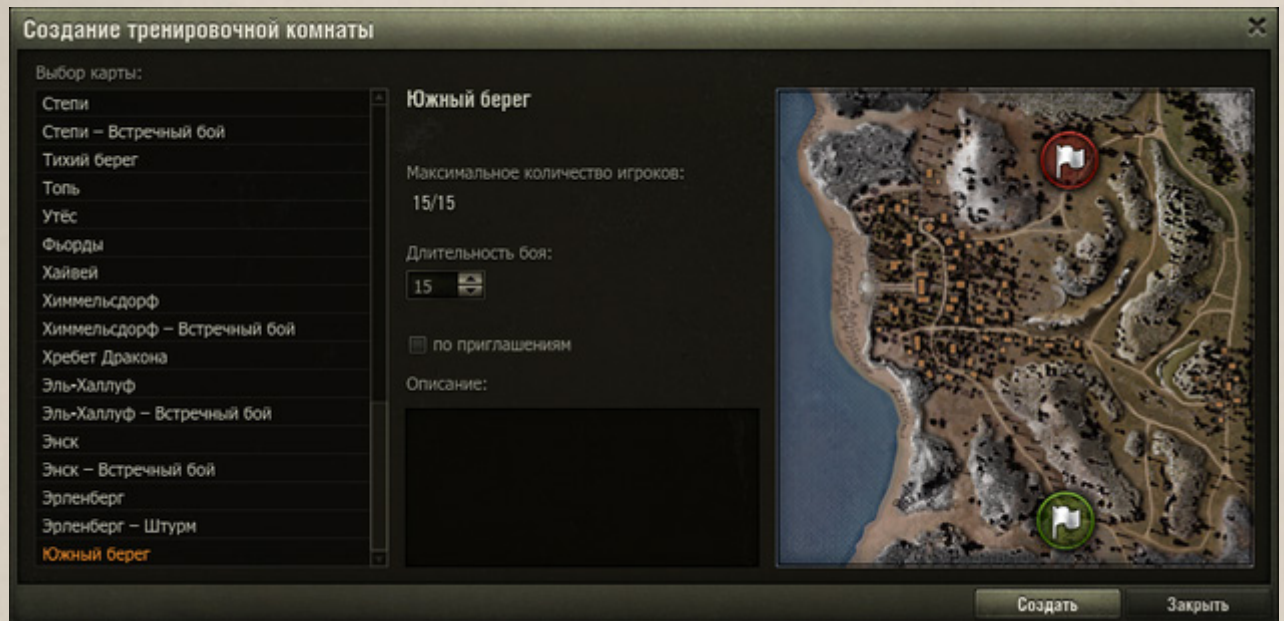 Создание тренировочной комнаты
Выбор карты:
Степи
Степи – Встречный бой
Тихий берег
Топь
Утёс
Фьорды
Хайвей
Химмельсдорф
Химмельсдорф – Встречный бой
Хребет Дракона
Эль-Халлуф
Эль-Халлуф – Встречный бой
Энск
Энск – Встречный бой
Эрленберг
Эрленберг – Штурм
Южный берег
Южный берег
Максимальное количество игроков:
15/15
Длительность боя:
15
по приглашениям
Описание:
Создать
Закрыть